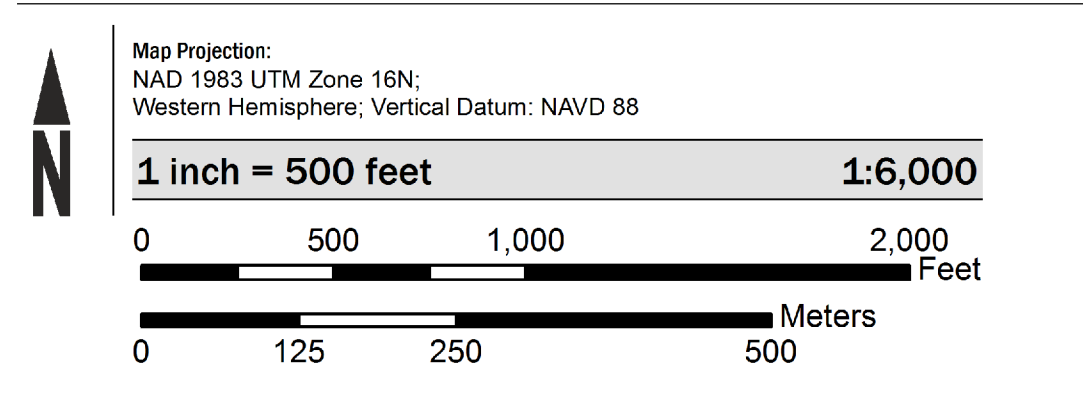 N
Map Projection:
NAD 1983 UTM Zone 16N;
Western Hemisphere; Vertical Datum: NAVD 88
1 inch = 500 feet 1:6,000
0 500 1,000 2,000
Feet
Meters
0 125 250 500